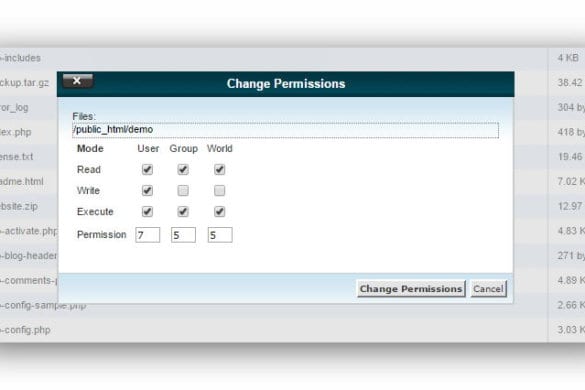 -includes
4 KB
Change Permissions
ckup.tar.gz
38.42
ror_log
304 by
Files:
/public_html/demo
dex.php
418 by
Mode User Group World
ense.txt
19.46
Read
adme.html
7.02 K
Write
ebsite.zip
12.97
Execute
-activate.php
4.83 K
Permission 7 5 5
-blog-header
271 by
-comments-p
4.89 K
Change Permissions Cancel
-config-sample.php
2.66 K
-config.php
3.03 K